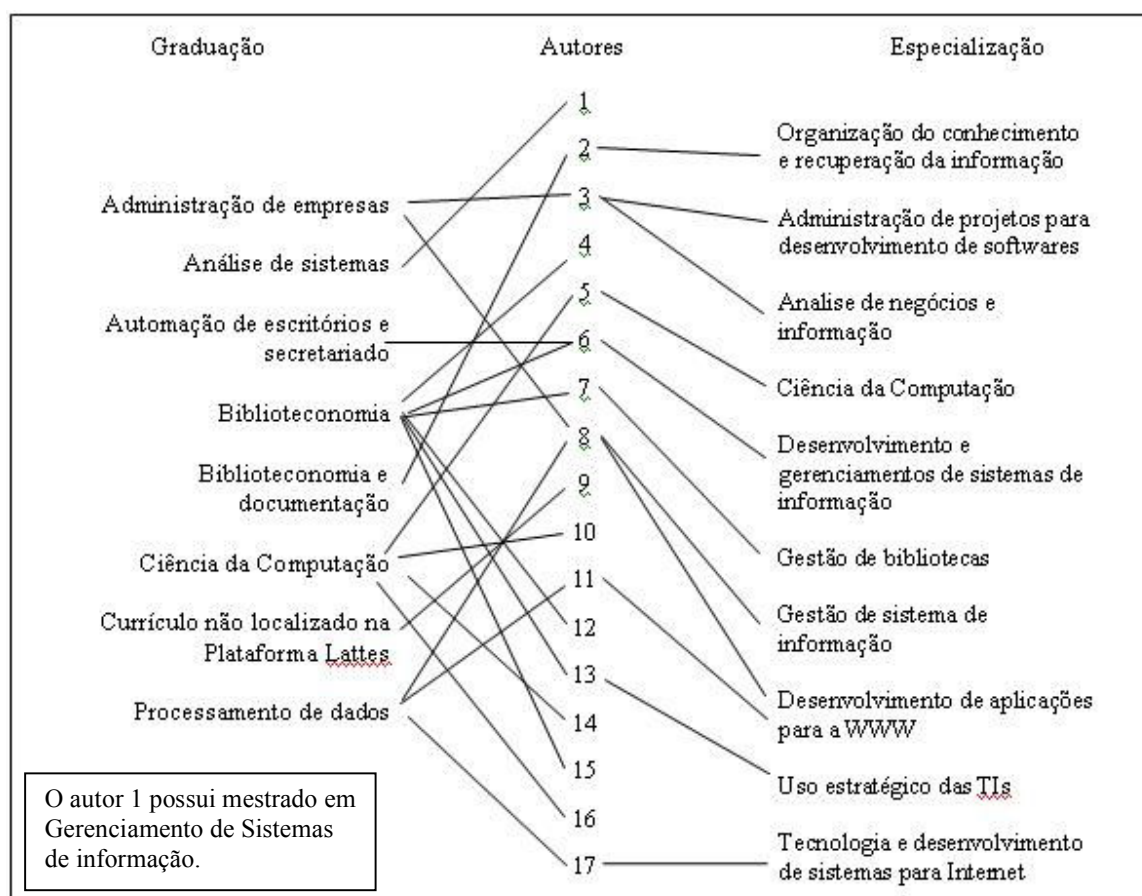 Graduação
Autores
Especialização
Administração de empresas
Análise de sistemas
Automação de escritórios e
secretariado
Biblioteconomia
Biblioteconomia e
documentação
Ciência da Computação
Currículo não localizado na
Plataforma Lattes
Processamento de dados
1
2
3
4
5
6
7
8
9
10
11
12
13
14
15
16
17
Organização do conhecimento
e recuperação da informação
Administração de projetos para
desenvolvimento de softwares
Analise de negócios e
informação
Ciência da Computação
Desenvolvimento e
gerenciamentos de sistemas de
informação
Gestão de bibliotecas
Gestão de sistema de
informação
Desenvolvimento de aplicações
para a WWW
Uso estratégico das TIs
Tecnologia e desenvolvimento
de sistemas para Internet
O autor 1 possui mestrado em
Gerenciamento de Sistemas
de informação.